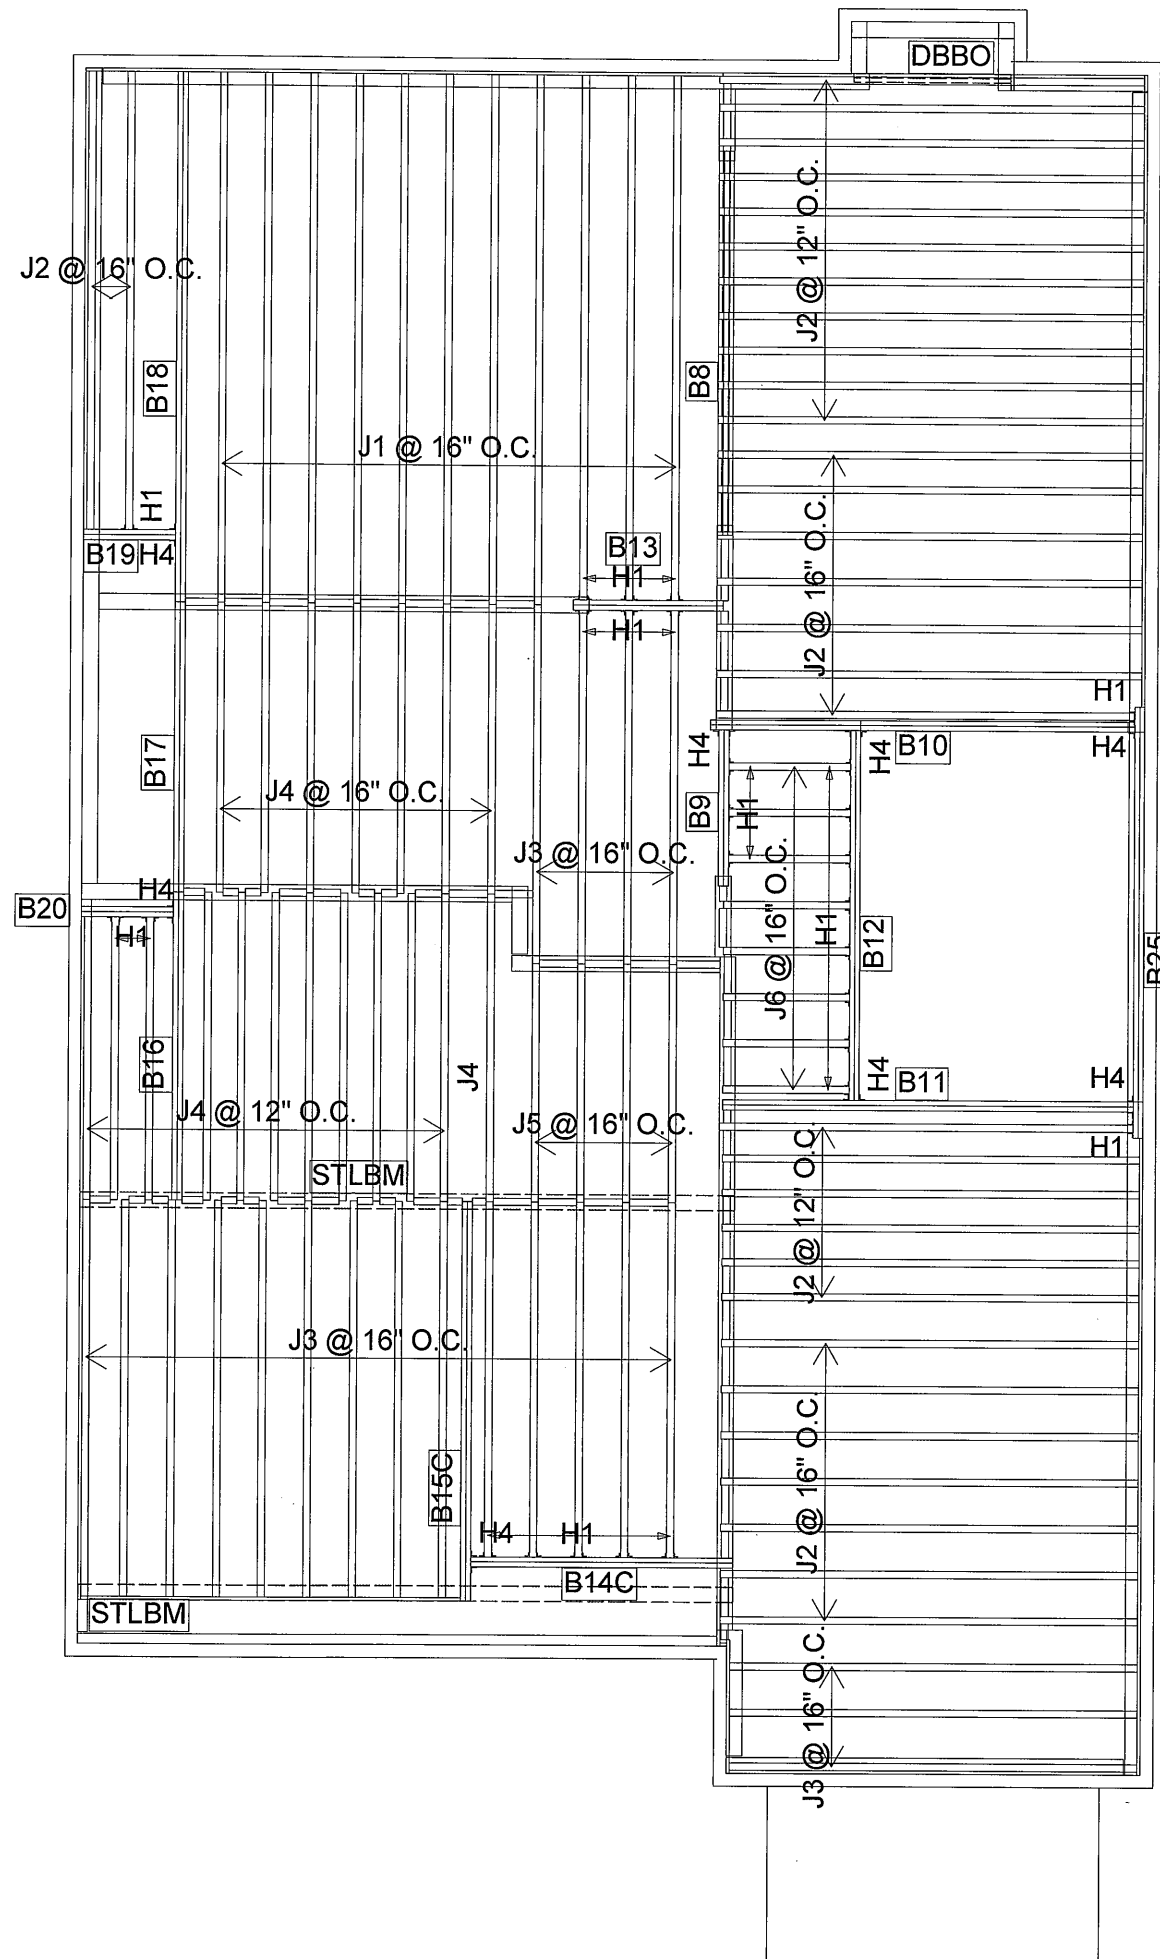 DBBO
J2 @ 12" O.C.
J2 @ 16" O.C.
B18
B8
J1 @ 16" O.C.
H1
J2 @ 16" O.C.
B19
H4
B13
H1
H1
H1
B17
H4
H4
B10
H4
J4 @ 16" O.C.
B9
H1
J3 @ 16" O.C.
J6 @ 16" O.C.
H1
H4
B20
H1
B12
B25
B16
J4
H4
B11
H4
J4 @ 12" O.C.
J5 @ 16" O.C.
H1
STLBM
J2 @ 12" O.C.
J3 @ 16" O.C.
B15C
J2 @ 16" O.C.
H4
H1
B14C
STLBM
J3 @ 16" O.C.